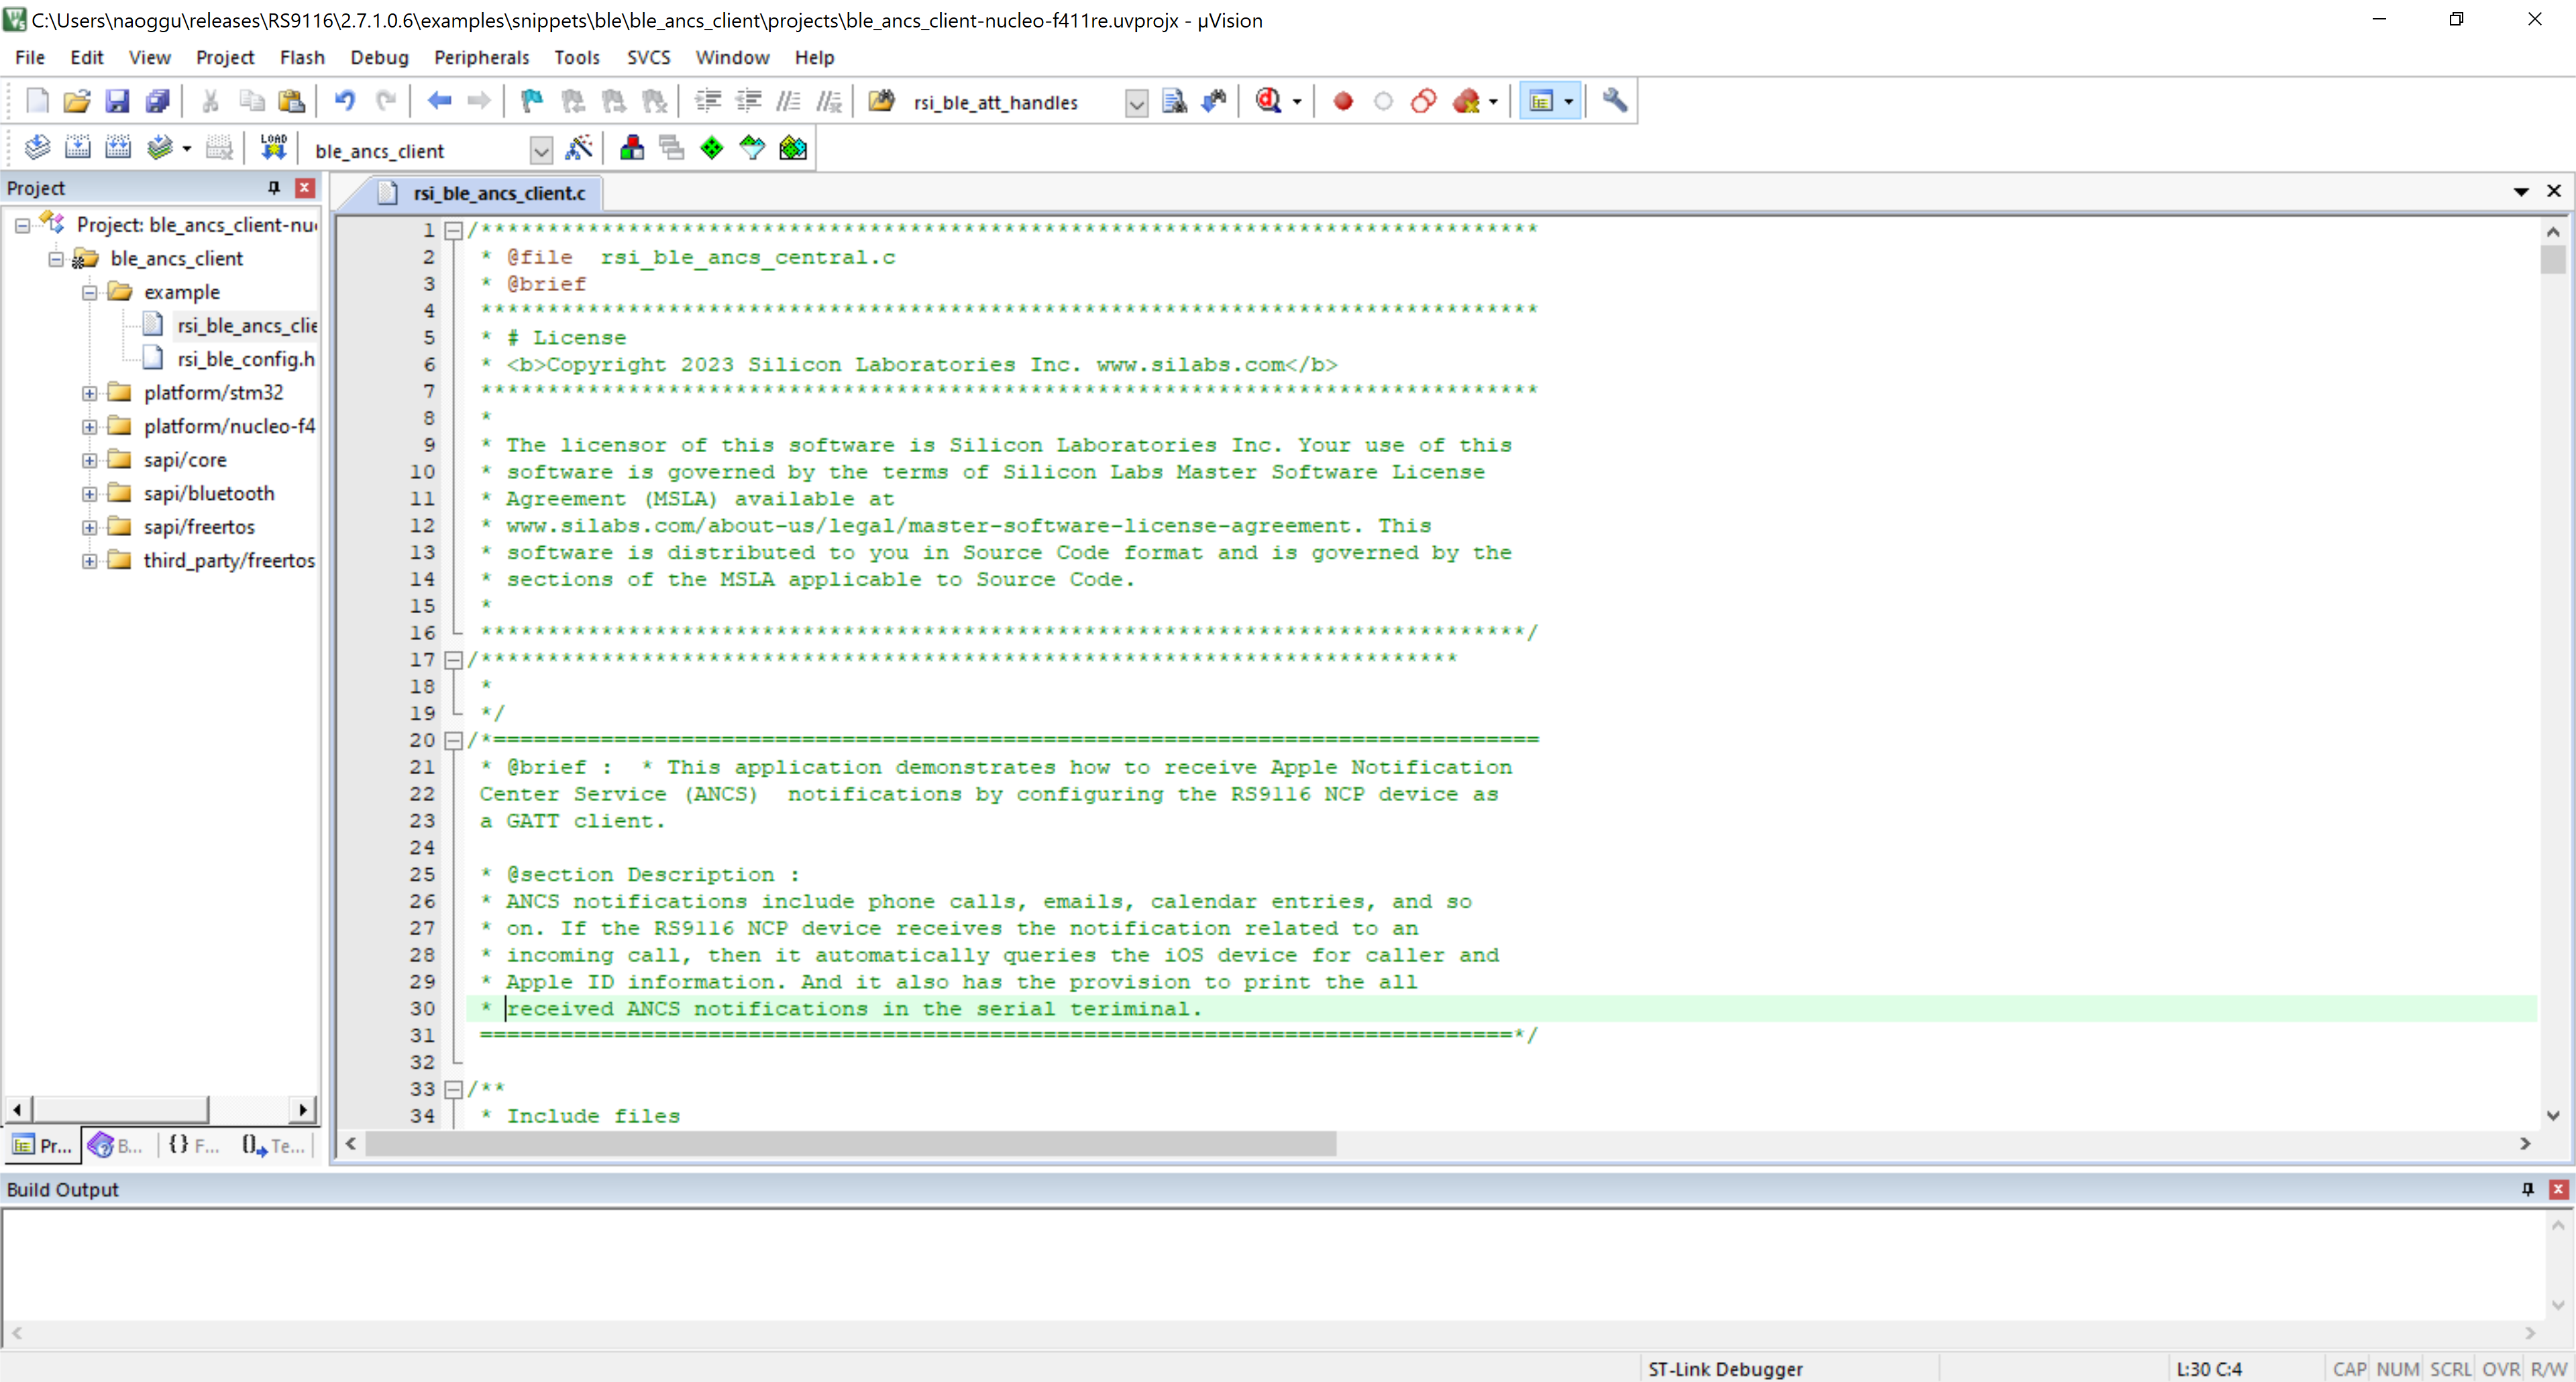 C:\Users\naoggu\releases\RS9116\2.7.1.0.6\examples\snippets\ble\ble_ancs_client\projects\ble_ancs_client-nucleo-f411re.uvprojx - µVision
File Edit View Project Flash Debug Peripherals Tools SVCS Window Help
rsi_ble_att_handles
LOAD ble_ancs_client
Project
rsi_ble_ancs_client.c
Project: ble_ancs_client-nu
ble_ancs_client
example
rsi_ble_ancs_clie
rsi_ble_config.h
platform/stm32
platform/nucleo-f4
sapi/core
sapi/bluetooth
sapi/freertos
third_party/freertos
Pr... B... {} F... Te...
1 /*******************************************************************************
2 * @file rsi_ble_ancs_central.c
3 * @brief
4 *******************************************************************************
5 * # License
6 * <b>Copyright 2023 Silicon Laboratories Inc. www.silabs.com</b>
7 *******************************************************************************
8 *
9 * The licensor of this software is Silicon Laboratories Inc. Your use of this
10 * software is governed by the terms of Silicon Labs Master Software License
11 * Agreement (MSLA) available at
12 * www.silabs.com/about-us/legal/master-software-license-agreement. This
13 * software is distributed to you in Source Code format and is governed by the
14 * sections of the MSLA applicable to Source Code.
15 *
16 ******************************************************************************/
17 /*************************************************************************
18 *
19 */
20 /*==============================================================================
21 * @brief : * This application demonstrates how to receive Apple Notification
22 Center Service (ANCS) notifications by configuring the RS9116 NCP device as
23 a GATT client.
24
25 * @section Description :
26 * ANCS notifications include phone calls, emails, calendar entries, and so
27 * on. If the RS9116 NCP device receives the notification related to an
28 * incoming call, then it automatically queries the iOS device for caller and
29 * Apple ID information. And it also has the provision to print the all
30 * received ANCS notifications in the serial teriminal.
31 =============================================================================*/
32
33 /**
34 * Include files
Build Output
ST-Link Debugger L:30 C:4 CAP NUM SCRL OVR R/W